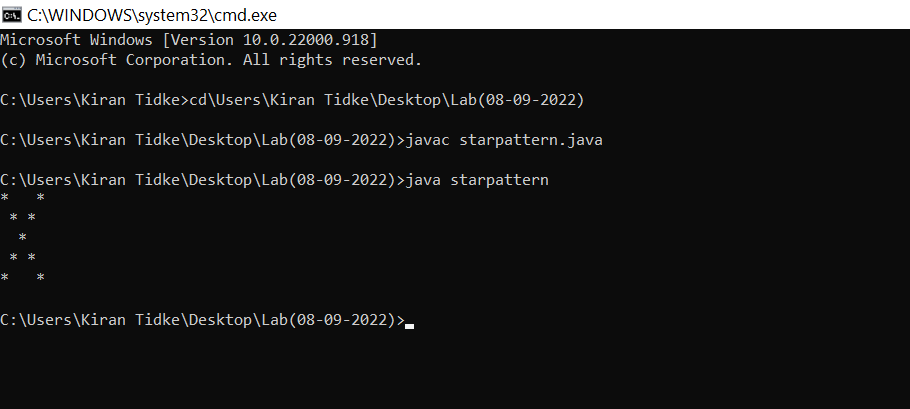 C:\WINDOWS\system32\cmd.exe
Microsoft Windows [Version 10.0.22000.918]
(c) Microsoft Corporation. All rights reserved.
C:\Users\Kiran Tidke>cd\Users\Kiran Tidke\Desktop\Lab(08-09-2022)
C:\Users\Kiran Tidke\Desktop\Lab(08-09-2022)>javac starpattern.java
C:\Users\Kiran Tidke\Desktop\Lab(08-09-2022)>java starpattern
*   *
 * *
  *
 * *
*   *
C:\Users\Kiran Tidke\Desktop\Lab(08-09-2022)>